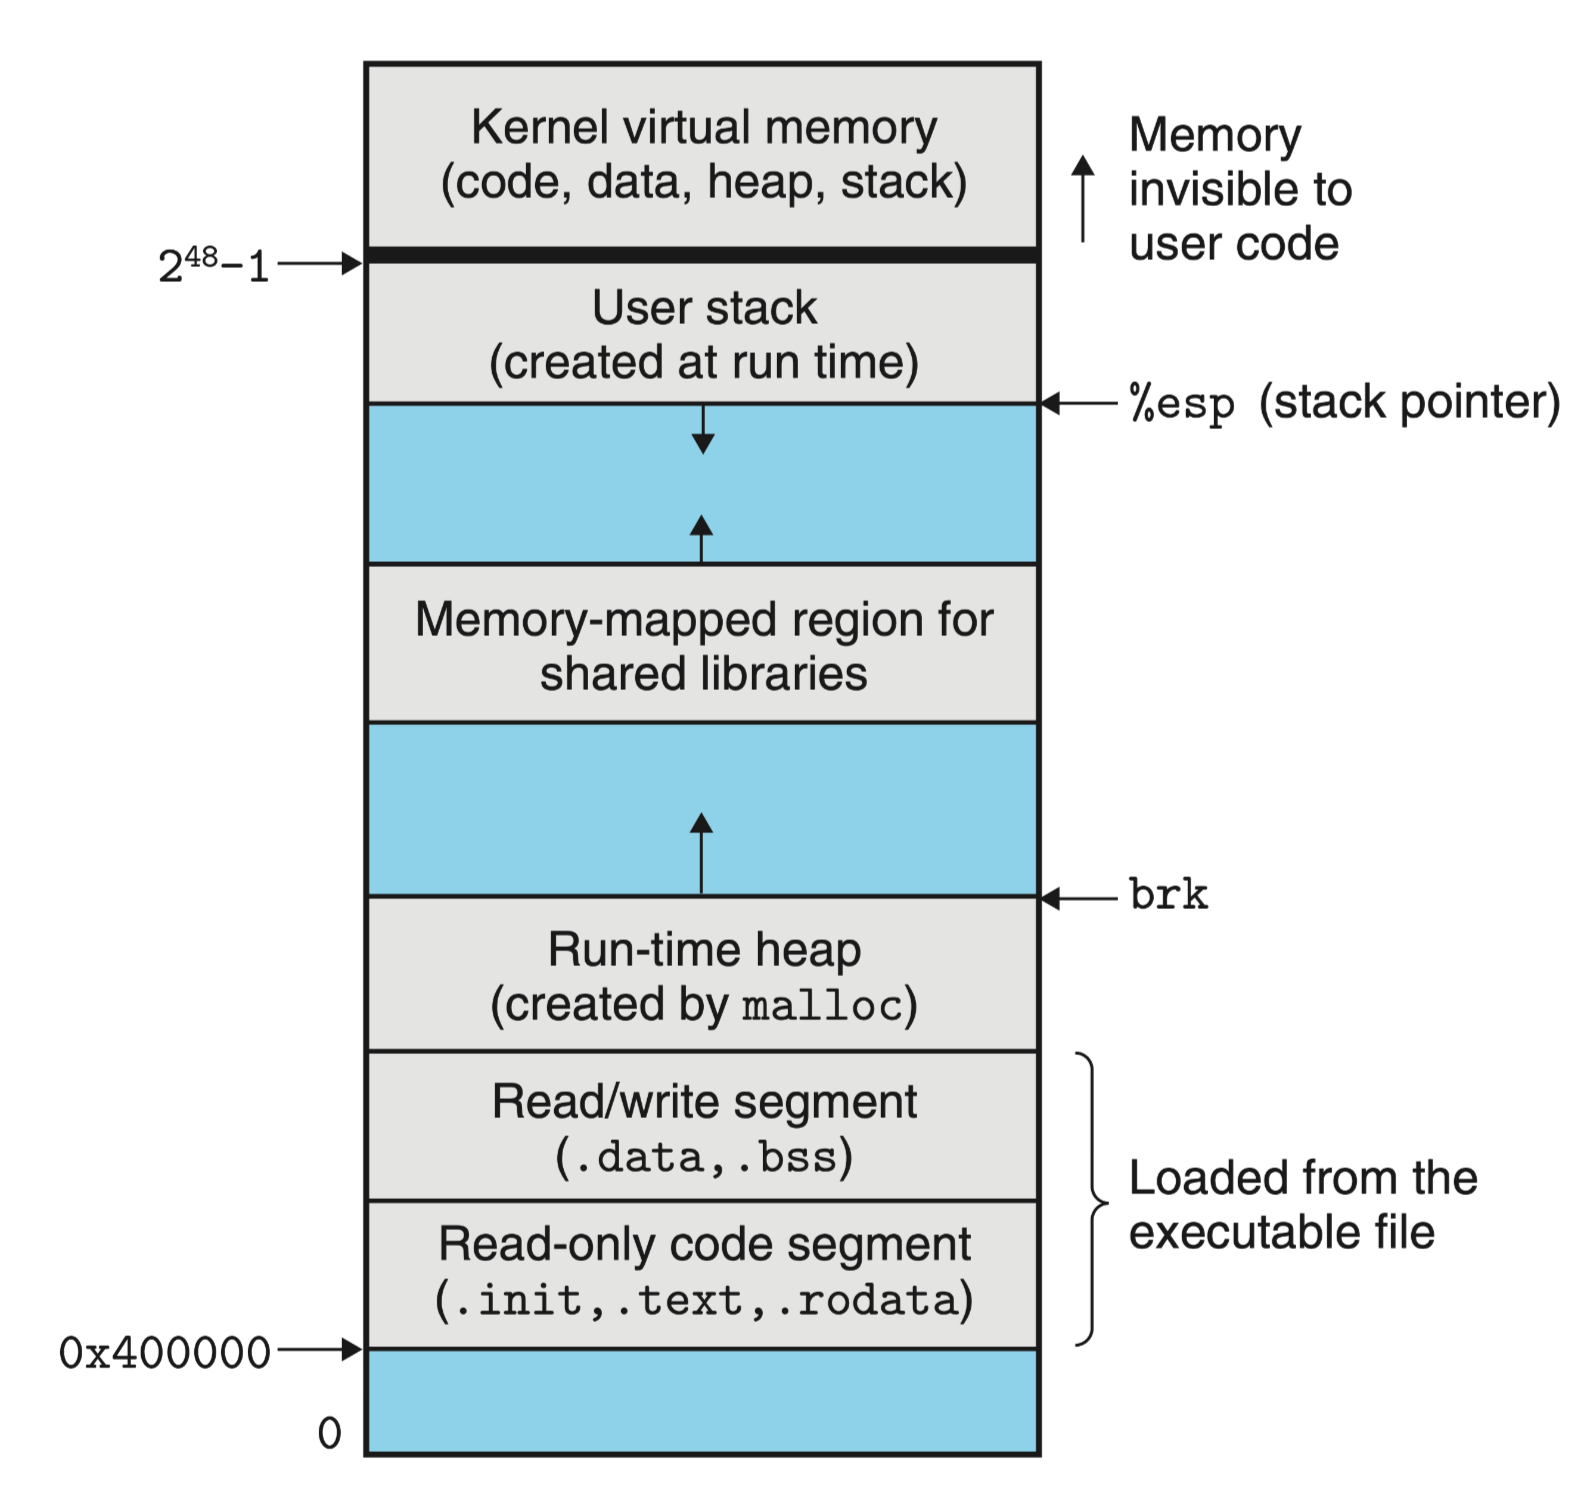 Kernel virtual memory
(code, data, heap, stack)
Memory
invisible to
user code
2⁴⁸–1
User stack
(created at run time)
%esp (stack pointer)
Memory-mapped region for
shared libraries
brk
Run-time heap
(created by malloc)
Read/write segment
(.data,.bss)
Loaded from the
executable file
Read-only code segment
(.init,.text,.rodata)
0x400000
0